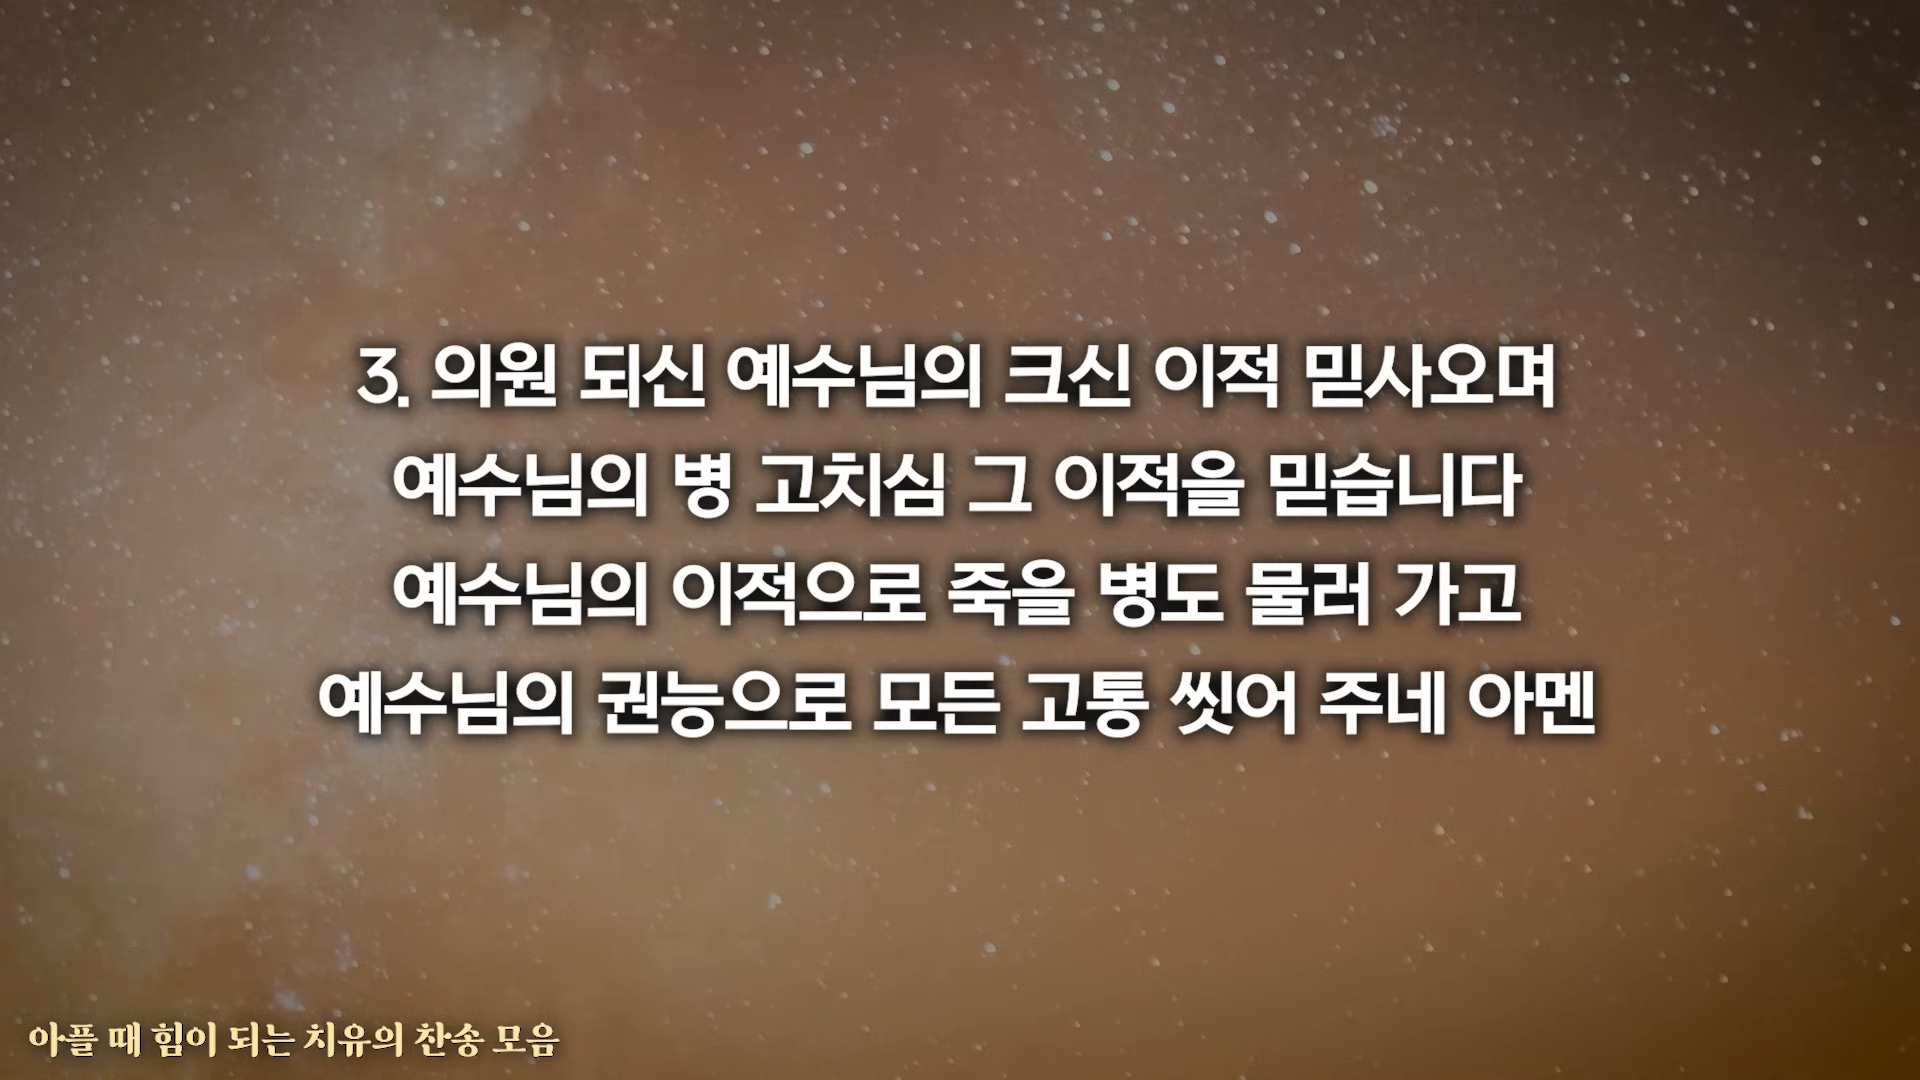 3. 의원 되신 예수님의 크신 이적 믿사오며
예수님의 병 고치심 그 이적을 믿습니다
예수님의 이적으로 죽을 병도 물러 가고
예수님의 권능으로 모든 고통 씻어 주네 아멘
아플 때 힘이 되는 치유의 찬송 모음